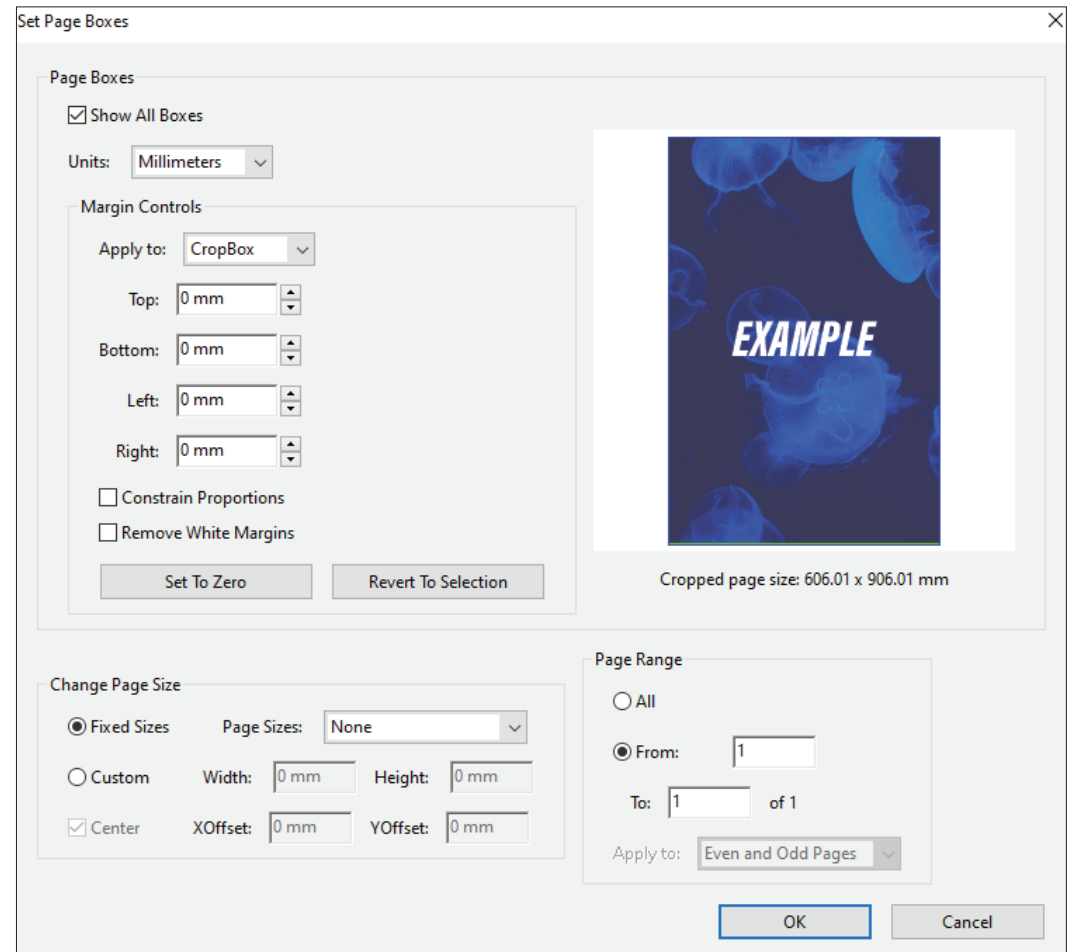 Set Page Boxes
Page Boxes
Show All Boxes
Units: Millimeters
Margin Controls
Apply to: CropBox
Top: 0 mm
Bottom: 0 mm
Left: 0 mm
Right: 0 mm
Constrain Proportions
Remove White Margins
Set To Zero Revert To Selection
EXAMPLE
Cropped page size: 606.01 x 906.01 mm
Change Page Size
Fixed Sizes Page Sizes: None
Custom Width: 0 mm Height: 0 mm
Center XOffset: 0 mm YOffset: 0 mm
Page Range
All
From: 1
To: 1 of 1
Apply to: Even and Odd Pages
OK Cancel